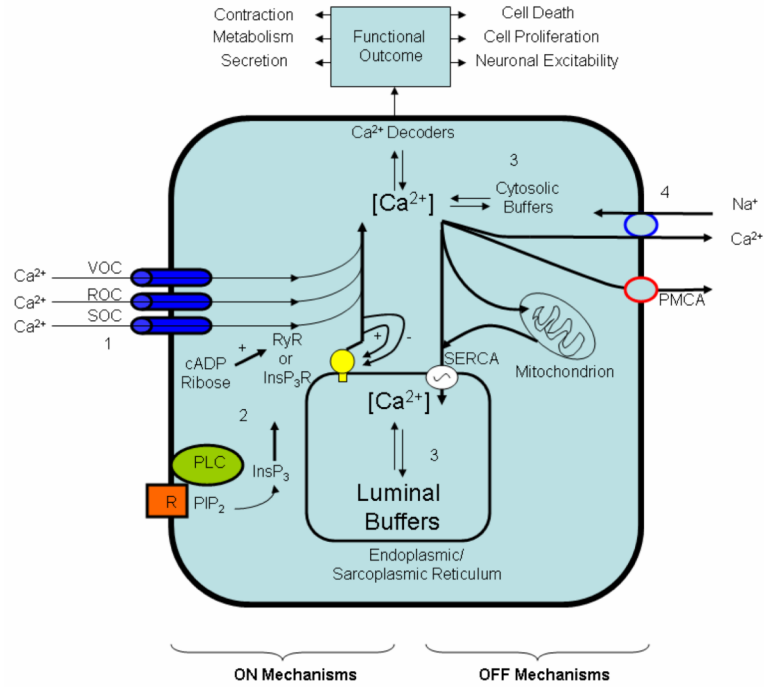 Contraction
Metabolism
Secretion
Functional
Outcome
Cell Death
Cell Proliferation
Neuronal Excitability
Ca²⁺ Decoders
3
[Ca²⁺]
Cytosolic
Buffers
4
Na⁺
Ca²⁺
PMCA
VOC
Ca²⁺
ROC
Ca²⁺
SOC
Ca²⁺
1
+
cADP
Ribose
RyR
or
InsP₃R
+
-
SERCA
Mitochondrion
2
[Ca²⁺]
3
PLC
InsP₃
R
PIP₂
Luminal
Buffers
Endoplasmic/
Sarcoplasmic Reticulum
ON Mechanisms
OFF Mechanisms